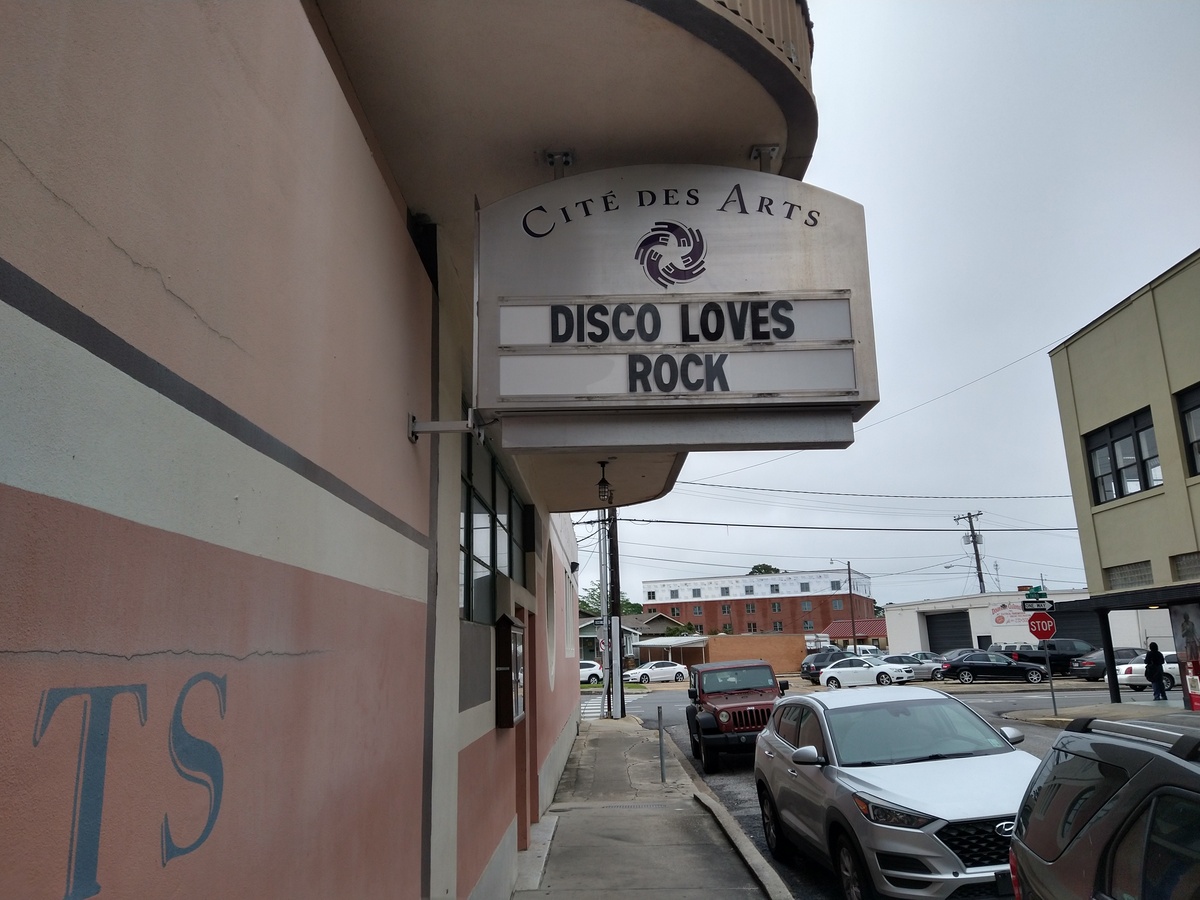 CITÉ DES ARTS
DISCO LOVES
ROCK
TS
STOP